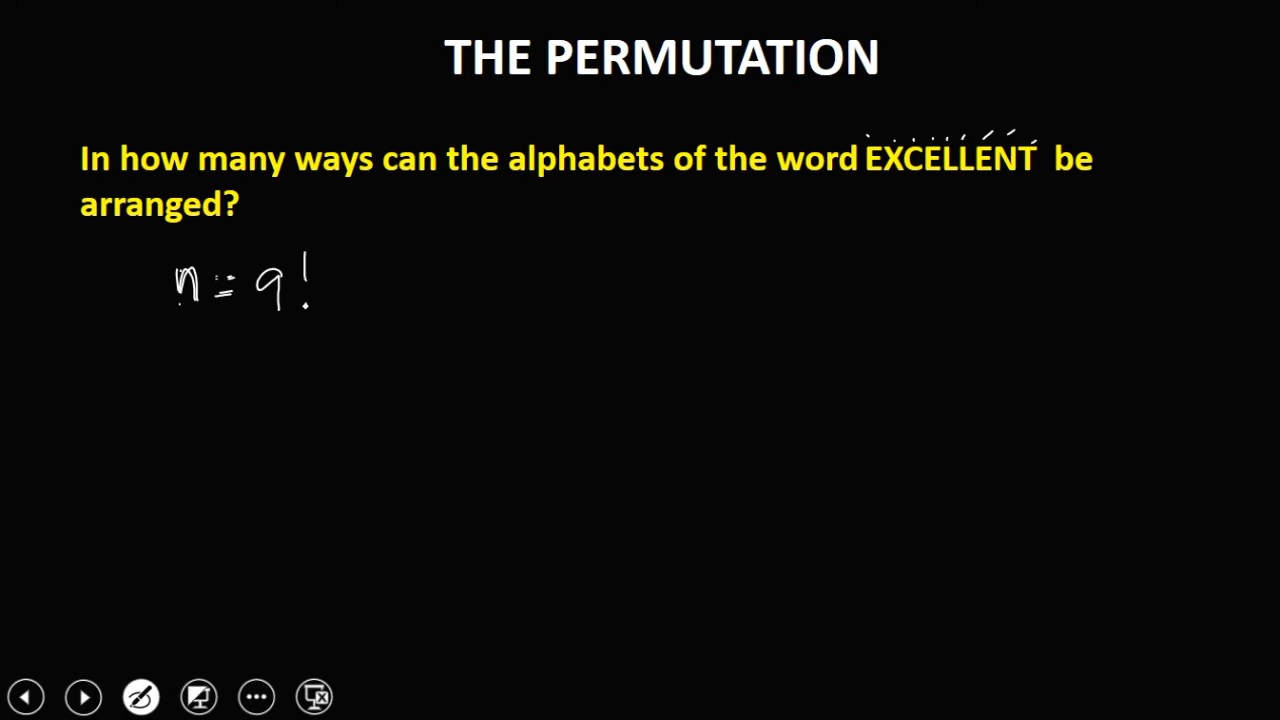 THE PERMUTATION
In how many ways can the alphabets of the word EXCELLENT be
arranged?
n = 9!